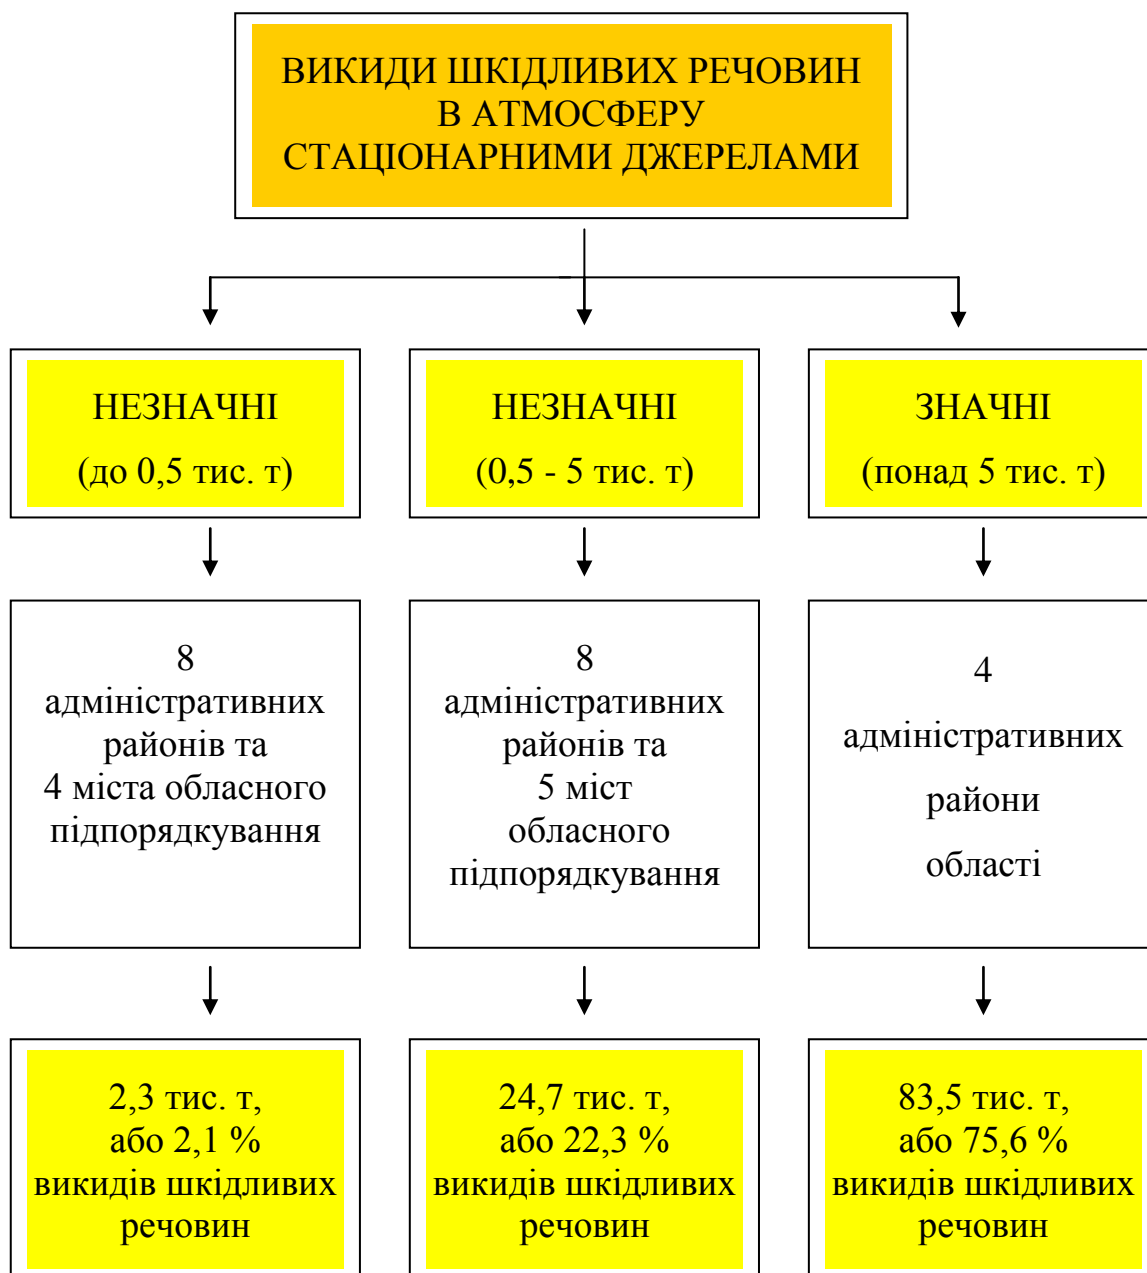 ВИКИДИ ШКІДЛИВИХ РЕЧОВИН
В АТМОСФЕРУ
СТАЦІОНАРНИМИ ДЖЕРЕЛАМИ
НЕЗНАЧНІ
(до 0,5 тис. т)
НЕЗНАЧНІ
(0,5 - 5 тис. т)
ЗНАЧНІ
(понад 5 тис. т)
8
адміністративних
районів та
4 міста обласного
підпорядкування
8
адміністративних
районів та
5 міст
обласного
підпорядкування
4
адміністративних
райони
області
2,3 тис. т,
або 2,1 %
викидів шкідливих
речовин
24,7 тис. т,
або 22,3 %
викидів шкідливих
речовин
83,5 тис. т,
або 75,6 %
викидів шкідливих
речовин